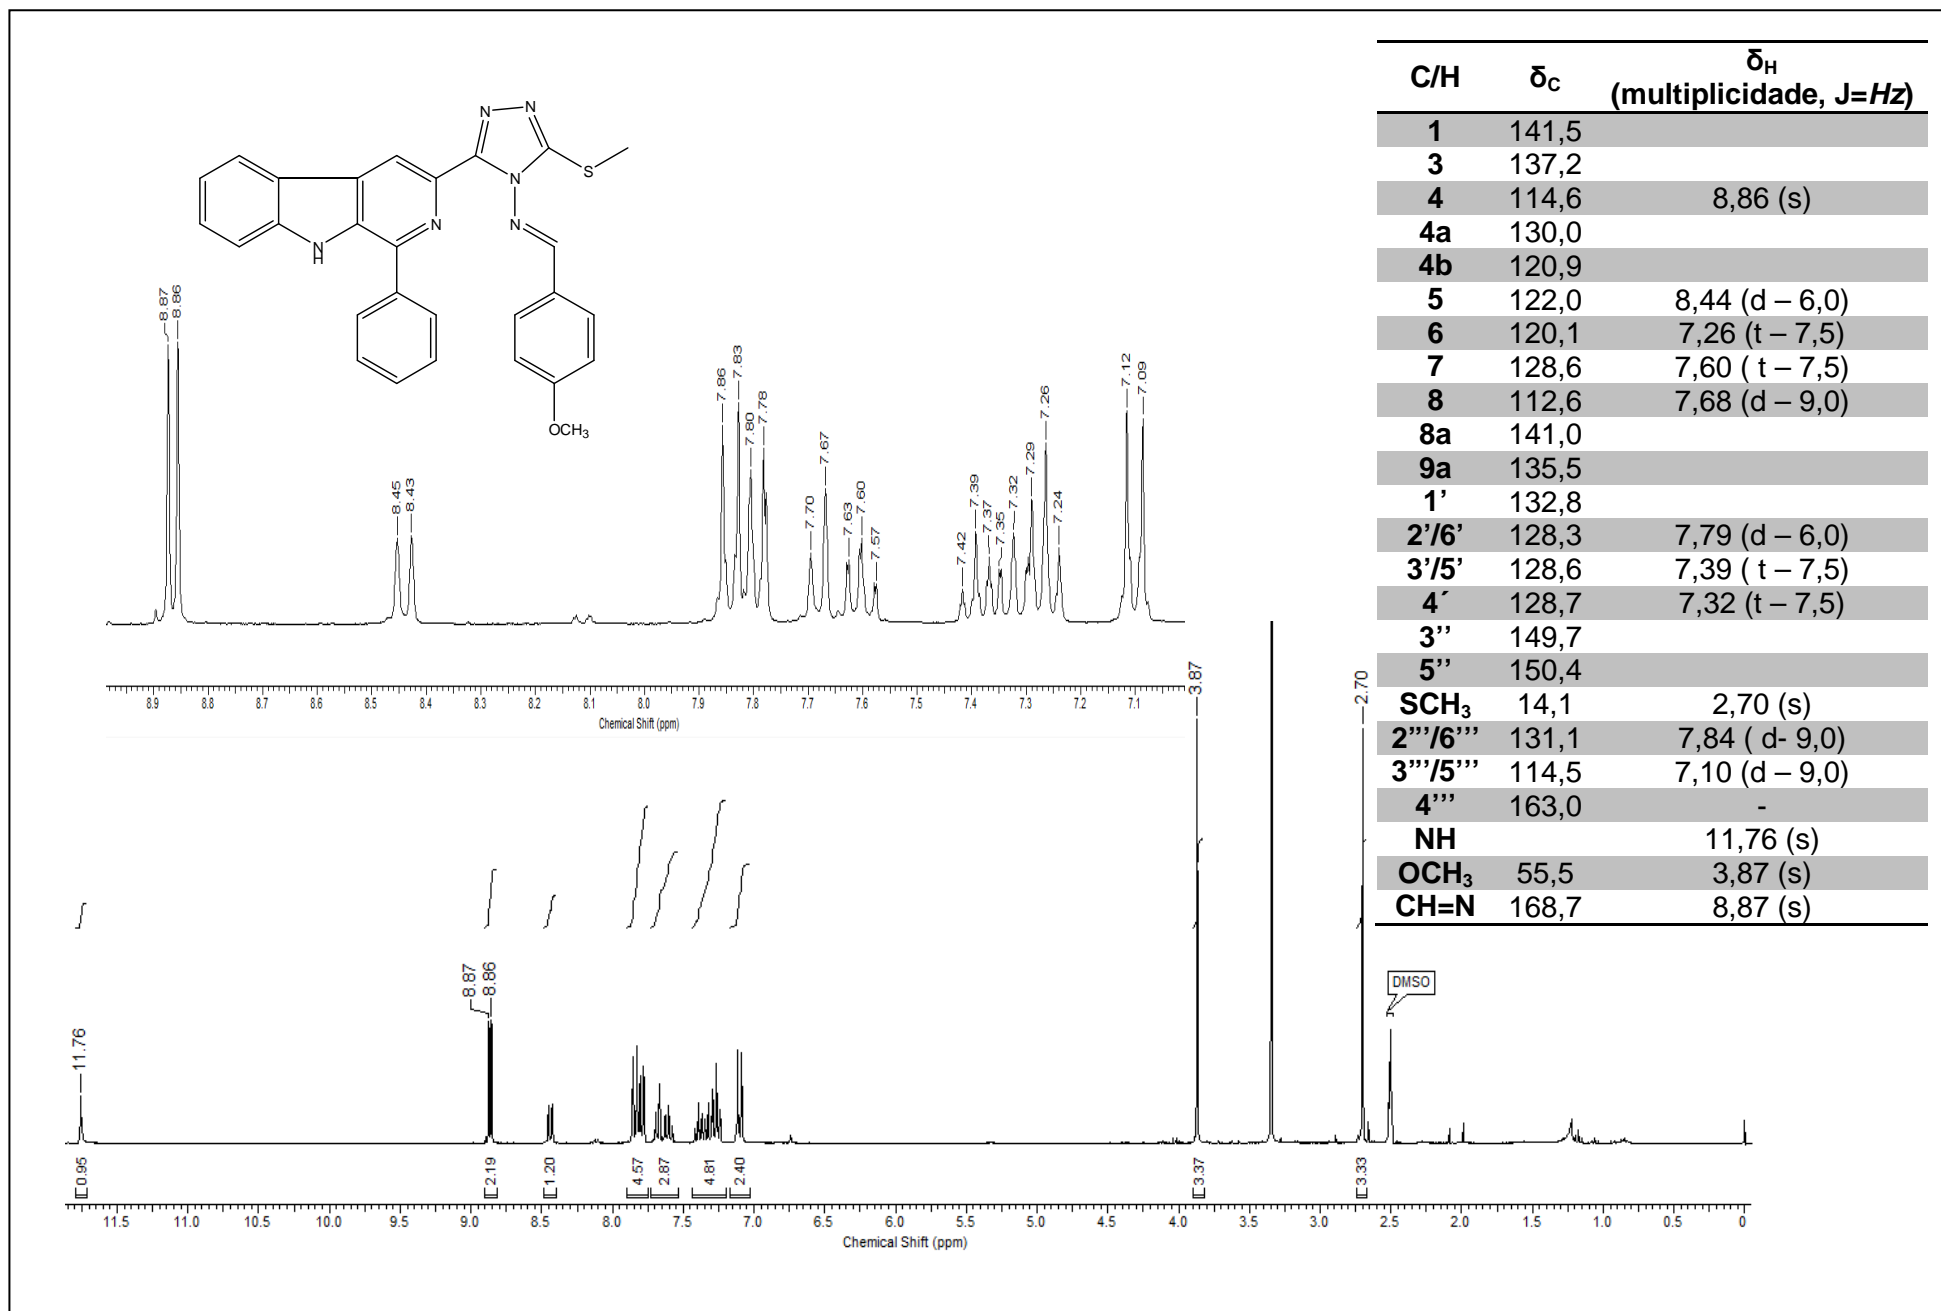 N N
N
S
N
N
N
H
OCH3
8.87
8.86
8.45
8.43
7.86
7.83
7.80
7.78
7.70
7.67
7.63
7.60
7.57
7.42
7.39
7.37
7.35
7.32
7.29
7.26
7.24
7.12
7.09
8.9 8.8 8.7 8.6 8.5 8.4 8.3 8.2 8.1 8.0 7.9 7.8 7.7 7.6 7.5 7.4 7.3 7.2 7.1
Chemical Shift (ppm)
C/H δC δH
(multiplicidade, J=Hz)
1 141,5
3 137,2
4 114,6 8,86 (s)
4a 130,0
4b 120,9
5 122,0 8,44 (d – 6,0)
6 120,1 7,26 (t – 7,5)
7 128,6 7,60 ( t – 7,5)
8 112,6 7,68 (d – 9,0)
8a 141,0
9a 135,5
1’ 132,8
2’/6’ 128,3 7,79 (d – 6,0)
3’/5’ 128,6 7,39 ( t – 7,5)
4´ 128,7 7,32 (t – 7,5)
3’’ 149,7
5’’ 150,4
SCH3 14,1 2,70 (s)
2’’’/6’’’ 131,1 7,84 ( d- 9,0)
3’’’/5’’’ 114,5 7,10 (d – 9,0)
4’’’ 163,0 -
NH 11,76 (s)
OCH3 55,5 3,87 (s)
CH=N 168,7 8,87 (s)
11.76
8.87
8.86
3.87
2.70
DMSO
0.95 2.19 1.20 4.57 2.87 4.81 2.40 3.37 3.33
11.5 11.0 10.5 10.0 9.5 9.0 8.5 8.0 7.5 7.0 6.5 6.0 5.5 5.0 4.5 4.0 3.5 3.0 2.5 2.0 1.5 1.0 0.5 0
Chemical Shift (ppm)